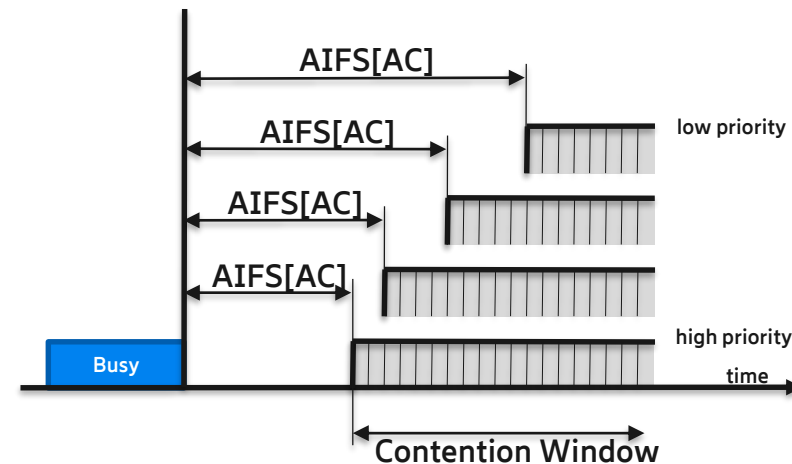 AIFS[AC]
low priority
AIFS[AC]
AIFS[AC]
AIFS[AC]
high priority
Busy
time
Contention Window